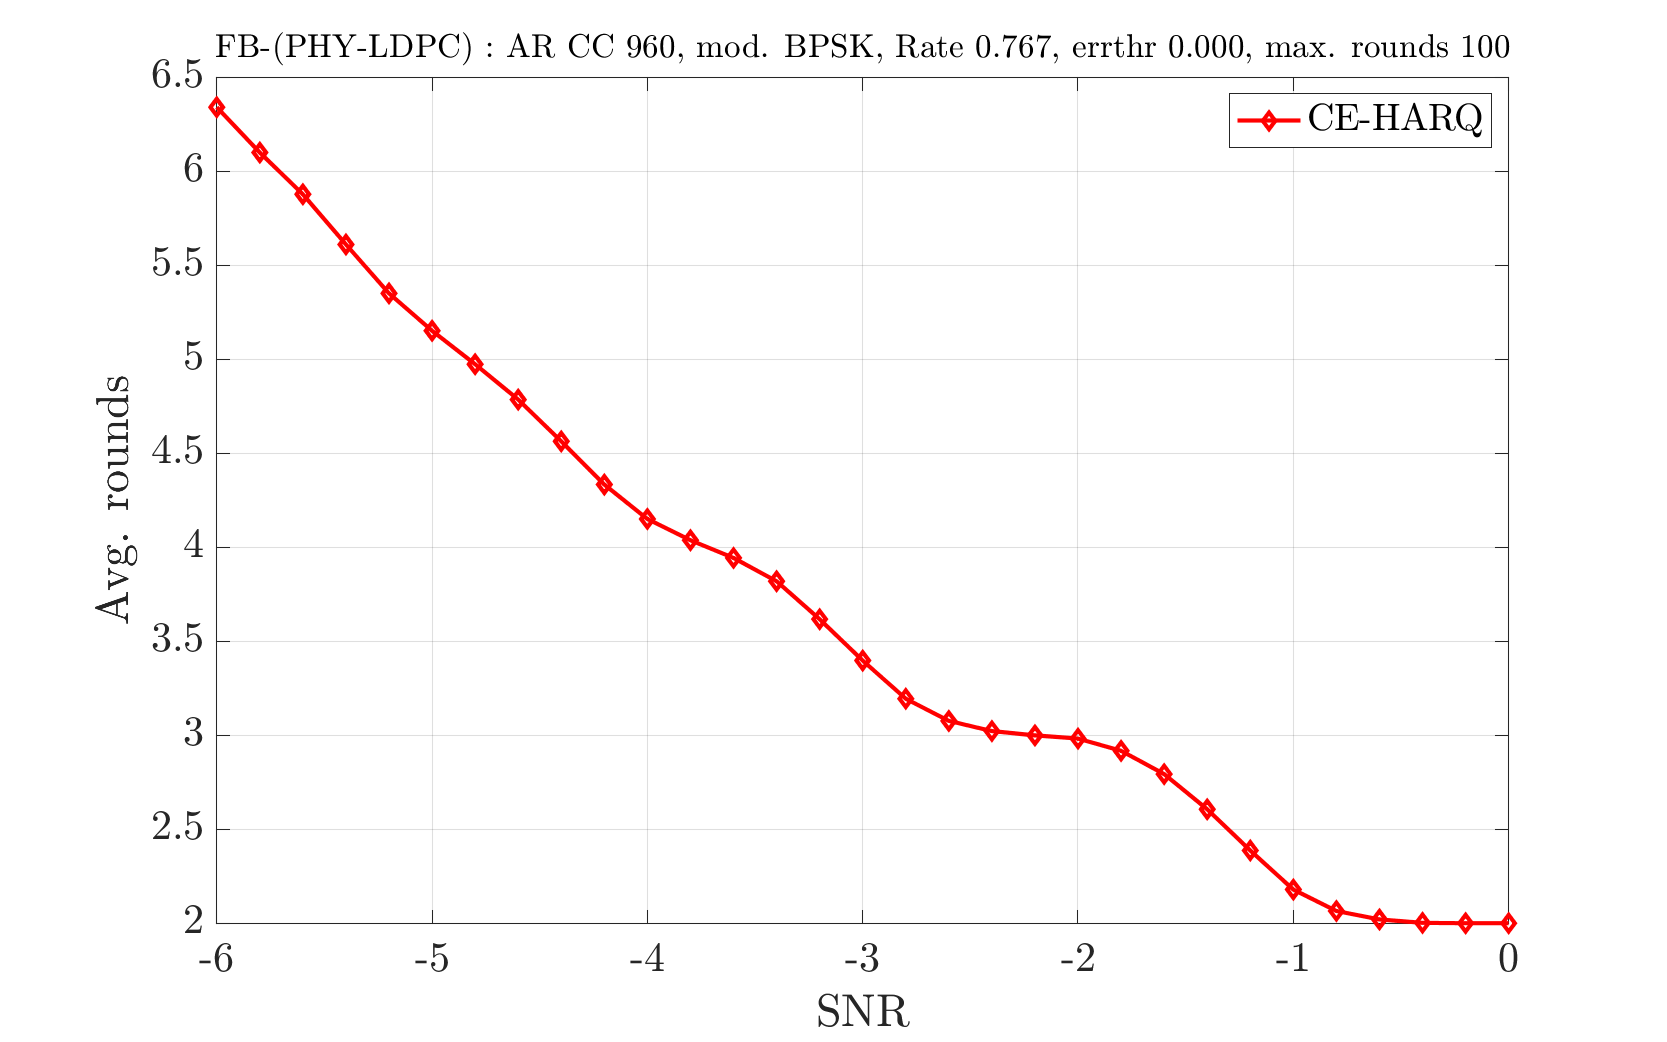 FB-(PHY-LDPC) : AR CC 960, mod. BPSK, Rate 0.767, errthr 0.000, max. rounds 100
CE-HARQ
6.5
6
5.5
5
4.5
4
3.5
3
2.5
2
Avg. rounds
-6 -5 -4 -3 -2 -1 0
SNR